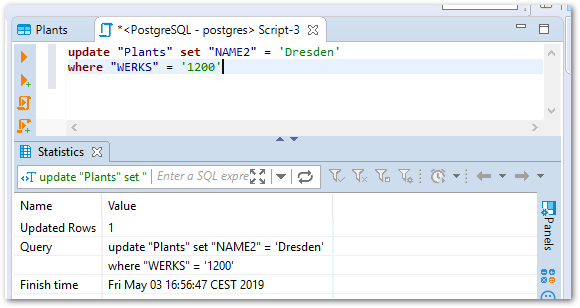 Plants
*<PostgreSQL - postgres> Script-3
update "Plants" set "NAME2" = 'Dresden'
where "WERKS" = '1200'
Statistics
update "Plants" set "
Enter a SQL expre
Name Value
Updated Rows 1
Query update "Plants" set "NAME2" = 'Dresden'
where "WERKS" = '1200'
Finish time Fri May 03 16:56:47 CEST 2019
Panels